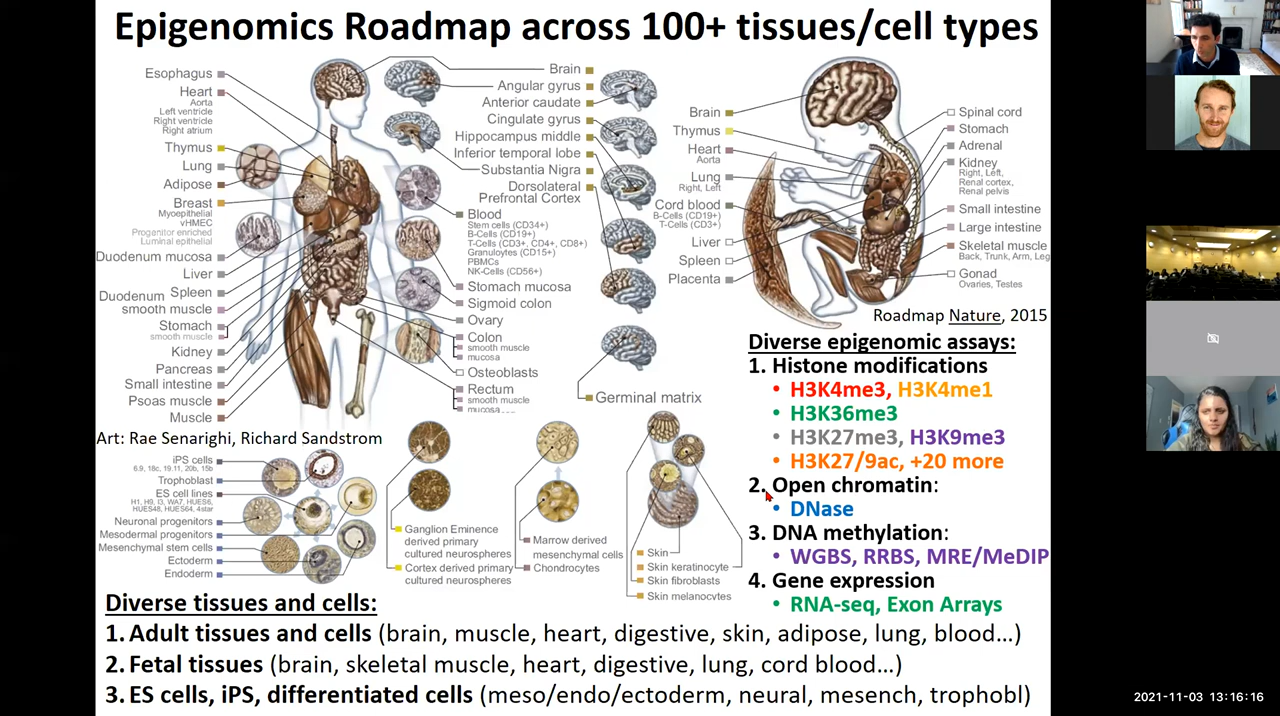 Epigenomics Roadmap across 100+ tissues/cell types
Esophagus
Heart
Aorta
Left ventricle
Right ventricle
Right atrium
Thymus
Lung
Adipose
Breast
Myoepithelial
vHMEC
Progenitor enriched
Luminal epithelial
Duodenum mucosa
Liver
Spleen
Duodenum
smooth muscle
Stomach
smooth muscle
Kidney
Pancreas
Small intestine
Psoas muscle
Muscle
Brain
Angular gyrus
Anterior caudate
Cingulate gyrus
Hippocampus middle
Inferior temporal lobe
Substantia Nigra
Dorsolateral
Prefrontal Cortex
Blood
Stem cells (CD34+)
B-Cells (CD19+)
T-Cells (CD3+, CD4+, CD8+)
Granuloytes (CD15+)
PBMCs
NK-Cells (CD56+)
Stomach mucosa
Sigmoid colon
Ovary
Colon
smooth muscle
mucosa
Osteoblasts
Rectum
smooth muscle
mucosa
Germinal matrix
Brain
Thymus
Heart
Aorta
Lung
Right, Left
Cord blood
B-Cells (CD19+)
T-Cells (CD3+)
Liver
Spleen
Placenta
Spinal cord
Stomach
Adrenal
Kidney
Right, Left,
Renal cortex,
Renal pelvis
Small intestine
Large intestine
Skeletal muscle
Back, Trunk, Arm, Leg
Gonad
Ovaries, Testes
Roadmap Nature, 2015
Art: Rae Senarighi, Richard Sandstrom
iPS cells
6.9, 18c, 19.11, 20b, 15b
Trophoblast
ES cell lines
H1, H9, I3, WA7, HUES6,
HUES48, HUES64, 4star
Neuronal progenitors
Mesodermal progenitors
Mesenchymal stem cells
Ectoderm
Endoderm
Ganglion Eminence
derived primary
cultured neurospheres
Cortex derived primary
cultured neurospheres
Marrow derived
mesenchymal cells
Chondrocytes
Skin
Skin keratinocyte
Skin fibroblasts
Skin melanocytes
Diverse epigenomic assays:
1. Histone modifications
• H3K4me3, H3K4me1
• H3K36me3
• H3K27me3, H3K9me3
• H3K27/9ac, +20 more
2. Open chromatin:
• DNase
3. DNA methylation:
• WGBS, RRBS, MRE/MeDIP
4. Gene expression
• RNA-seq, Exon Arrays
Diverse tissues and cells:
1. Adult tissues and cells (brain, muscle, heart, digestive, skin, adipose, lung, blood…)
2. Fetal tissues (brain, skeletal muscle, heart, digestive, lung, cord blood…)
3. ES cells, iPS, differentiated cells (meso/endo/ectoderm, neural, mesench, trophobl)
2021-11-03 13:16:16